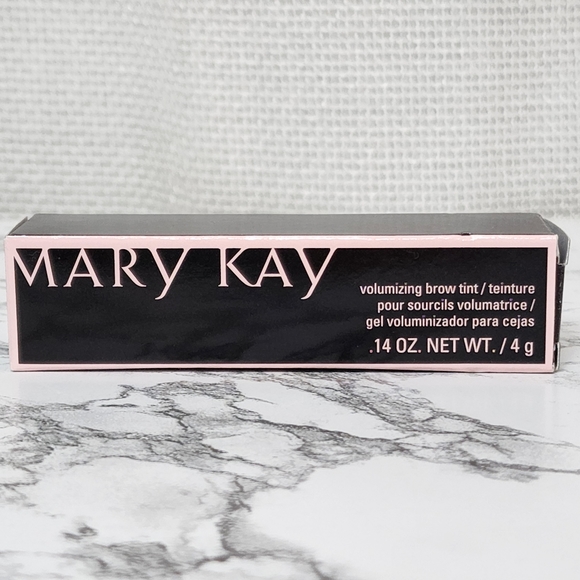 MARY KAY
volumizing brow tint / teinture
pour sourcils volumatrice /
gel voluminizador para cejas
.14 OZ. NET WT. / 4 g